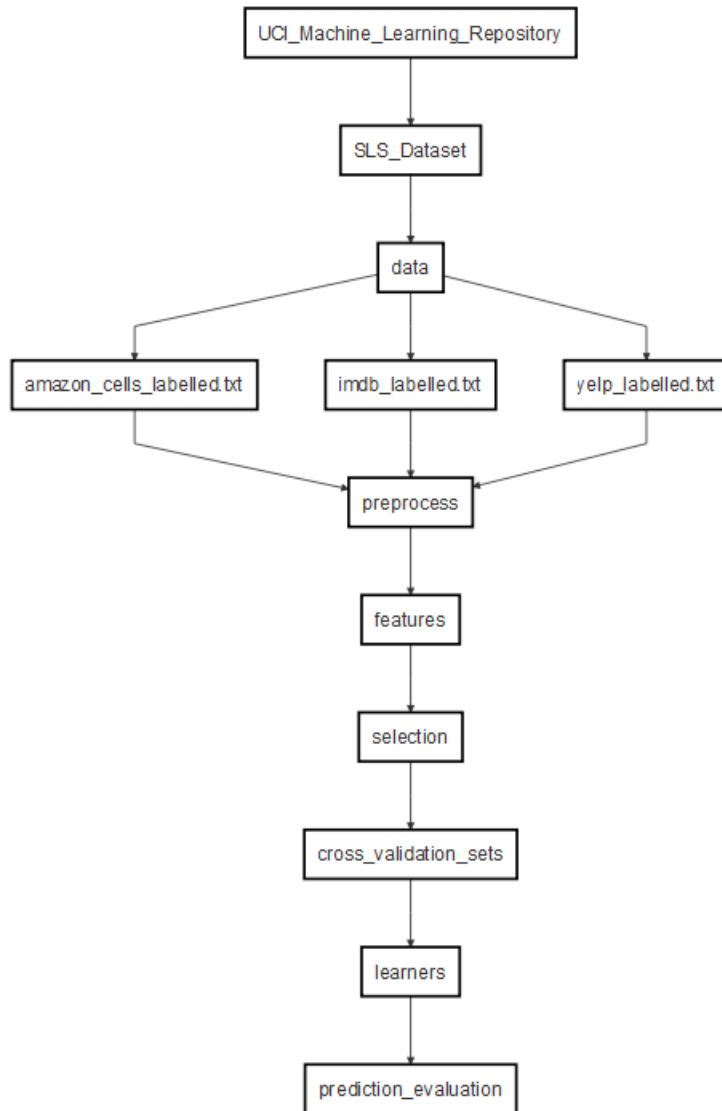 UCI_Machine_Learning_Repository
SLS_Dataset
data
amazon_cells_labelled.txt
imdb_labelled.txt
yelp_labelled.txt
preprocess
features
selection
cross_validation_sets
learners
prediction_evaluation